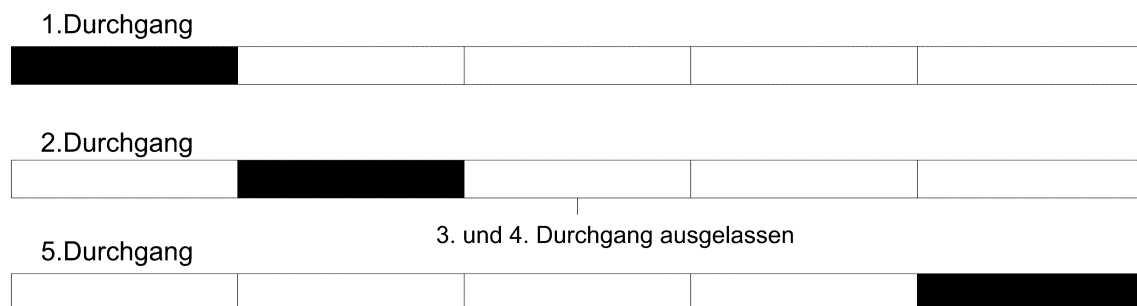 1.Durchgang
2.Durchgang
3. und 4. Durchgang ausgelassen
5.Durchgang